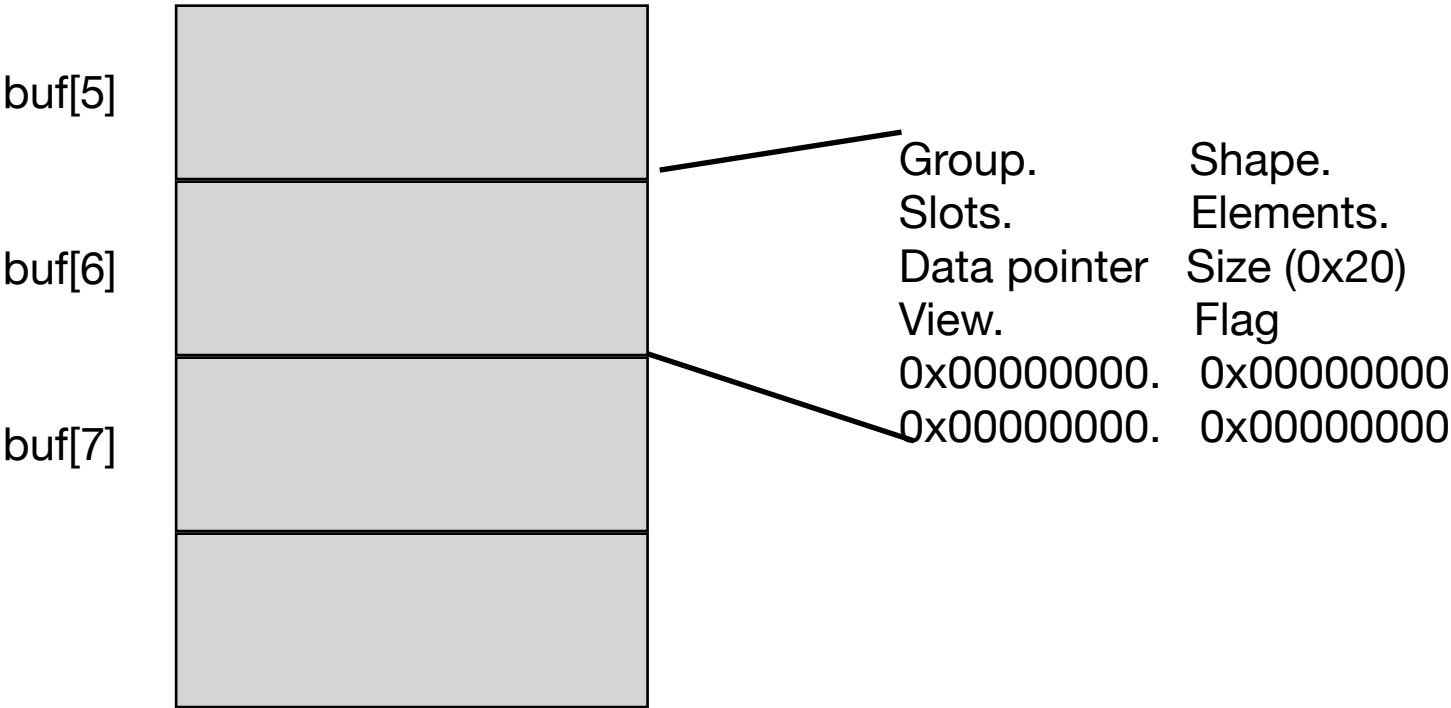 buf[5]
buf[6]
buf[7]
Group. Shape.
Slots. Elements.
Data pointer Size (0x20)
View. Flag
0x00000000. 0x00000000
0x00000000. 0x00000000